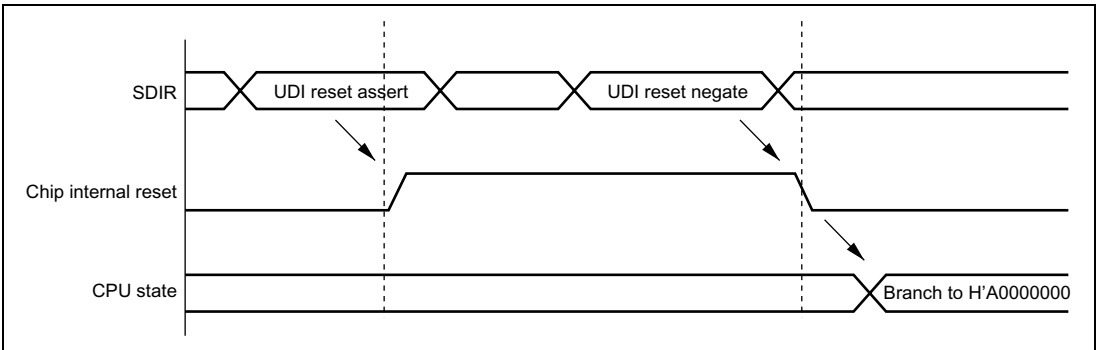 SDIR
UDI reset assert
UDI reset negate
Chip internal reset
CPU state
Branch to H'A0000000